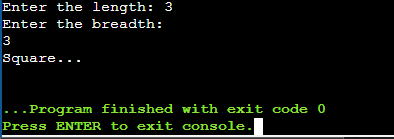 Enter the length: 3
Enter the breadth:
3
Square...
...Program finished with exit code 0
Press ENTER to exit console.